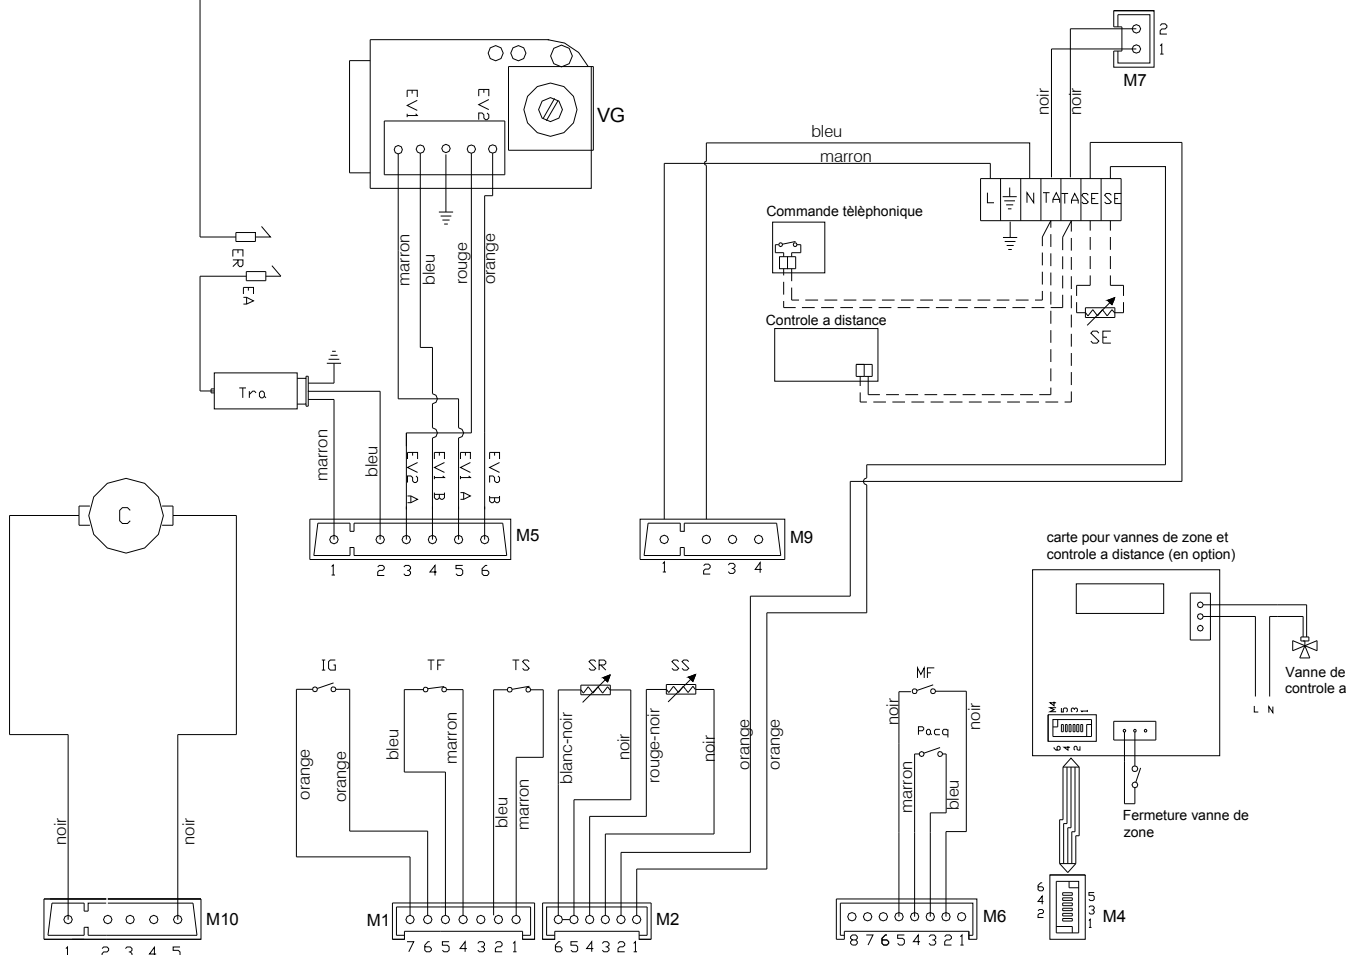 2
1
M7
noir
noir
EV1
EV2
VG
bleu
marron
L
N
TA
TA
SE
SE
Commande tèlèphonique
ER
EA
marron
bleu
rouge
orange
Controle a distance
SE
Tra
marron
bleu
EV2 A
EV1 B
EV1 A
EV2 B
C
M5
1 2 3 4 5 6
M9
1 2 3 4
carte pour vannes de zone et
controle a distance (en option)
Vanne de
controle a
L N
M4
5 3 1
6 4 2
Fermeture vanne de
zone
IG
TF
TS
SR
SS
MF
Pacq
orange
orange
bleu
marron
bleu
marron
blanc-noir
noir
rouge-noir
noir
orange
orange
noir
noir
marron
bleu
noir
noir
M10
1 2 3 4 5
M1
7 6 5 4 3 2 1
M2
6 5 4 3 2 1
M6
8 7 6 5 4 3 2 1
6
4
2
5
3
1
M4